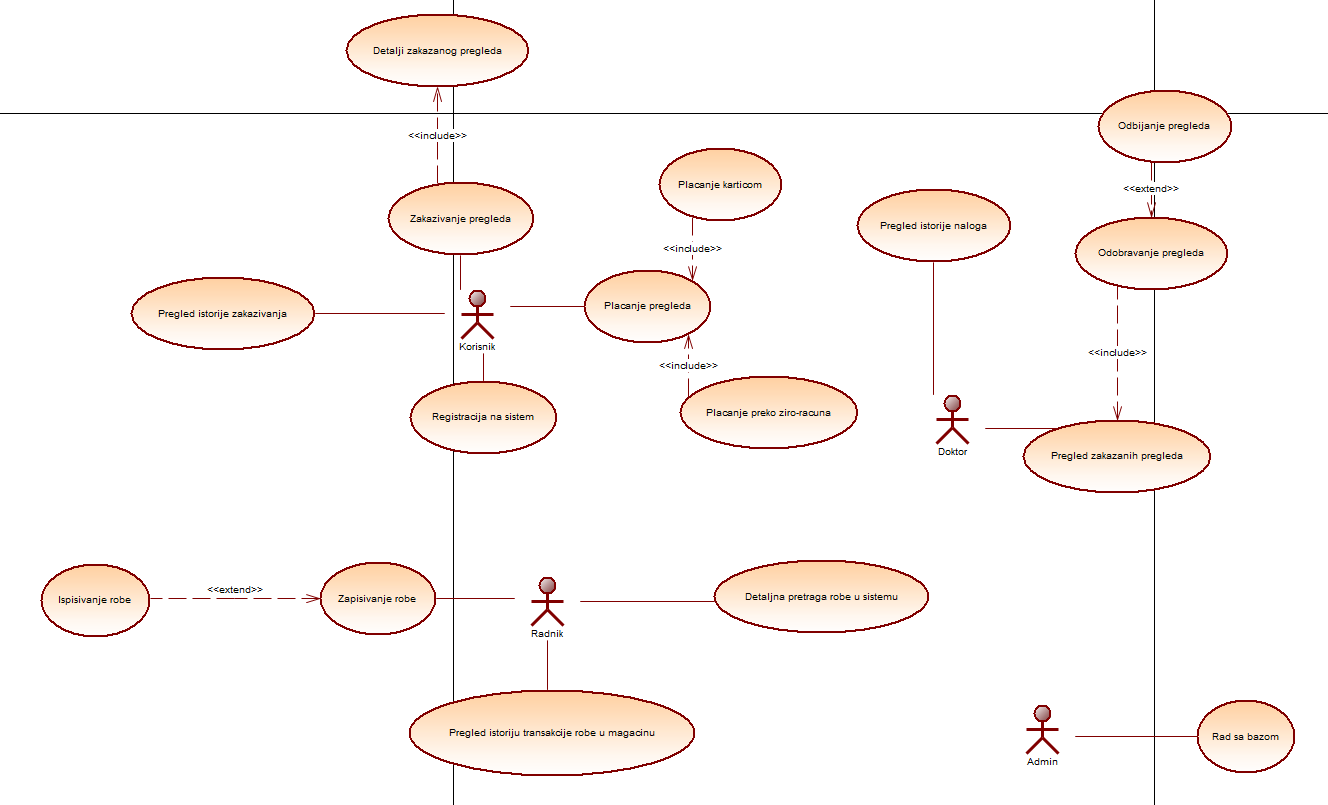 Detalji zakazanog pregleda
Odbijanje pregleda
<<include>>
Placanje karticom
<<extend>>
Zakazivanje pregleda
Pregled istorije naloga
<<include>>
Odobravanje pregleda
Pregled istorije zakazivanja
Placanje pregleda
Korisnik
<<include>>
<<include>>
Registracija na sistem
Placanje preko ziro-racuna
Doktor
Pregled zakazanih pregleda
<<extend>>
Ispisivanje robe
Zapisivanje robe
Detaljna pretraga robe u sistemu
Radnik
Pregled istoriju transakcije robe u magacinu
Rad sa bazom
Admin